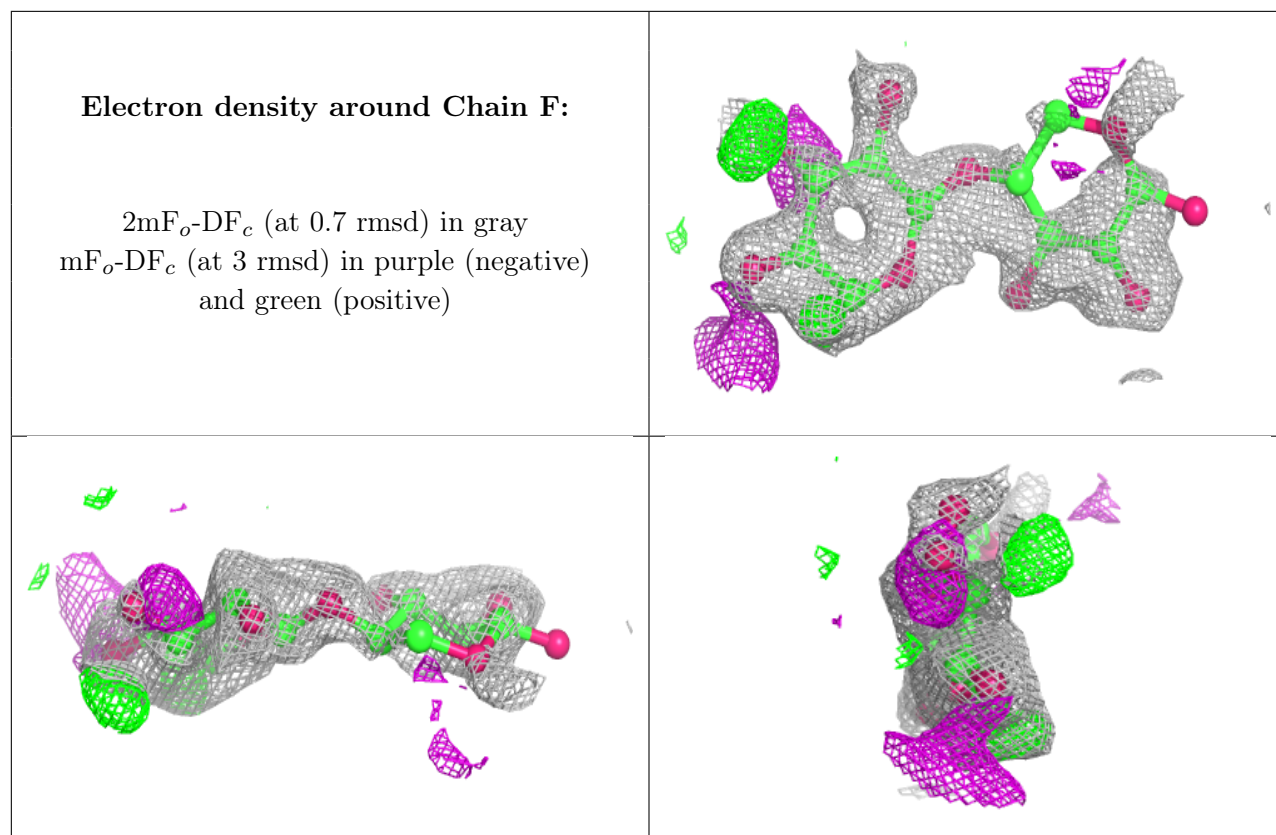 Electron density around Chain F:
2mFₒ-DF𝒸 (at 0.7 rmsd) in gray
mFₒ-DF𝒸 (at 3 rmsd) in purple (negative)
and green (positive)